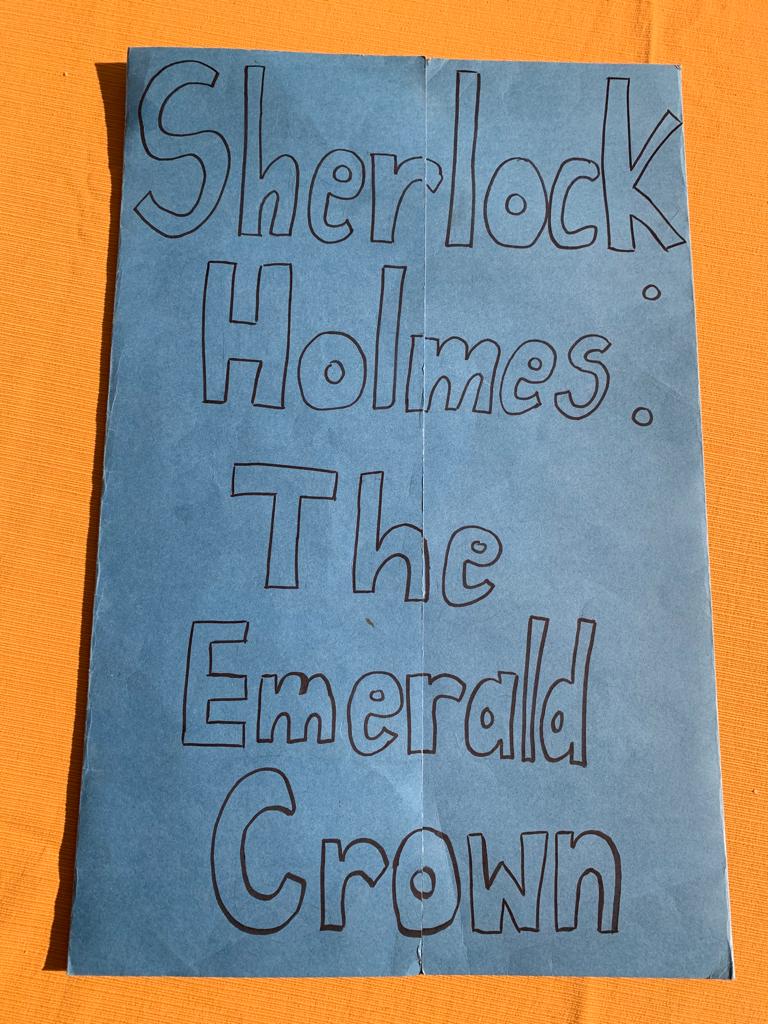 Sherlock
Holmes:
The
Emerald
Crown